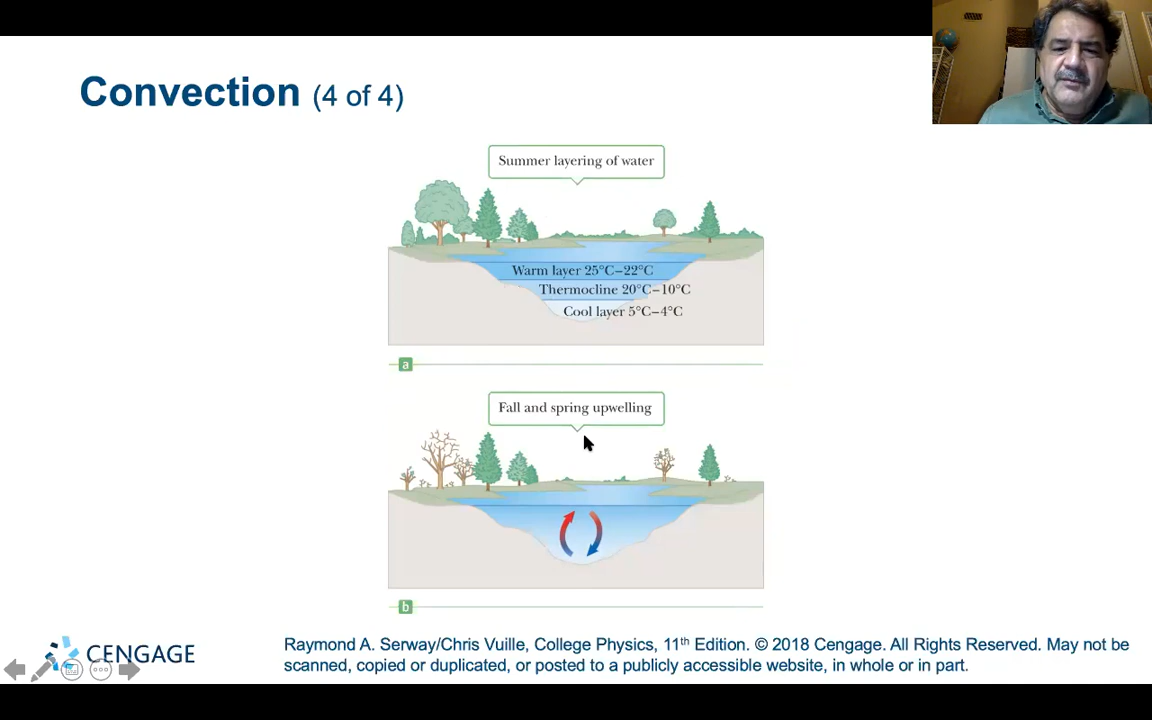 Convection (4 of 4)
Summer layering of water
Warm layer 25°C–22°C
Thermocline 20°C–10°C
Cool layer 5°C–4°C
a
Fall and spring upwelling
b
CENGAGE
Raymond A. Serway/Chris Vuille, College Physics, 11th Edition. © 2018 Cengage. All Rights Reserved. May not be
scanned, copied or duplicated, or posted to a publicly accessible website, in whole or in part.